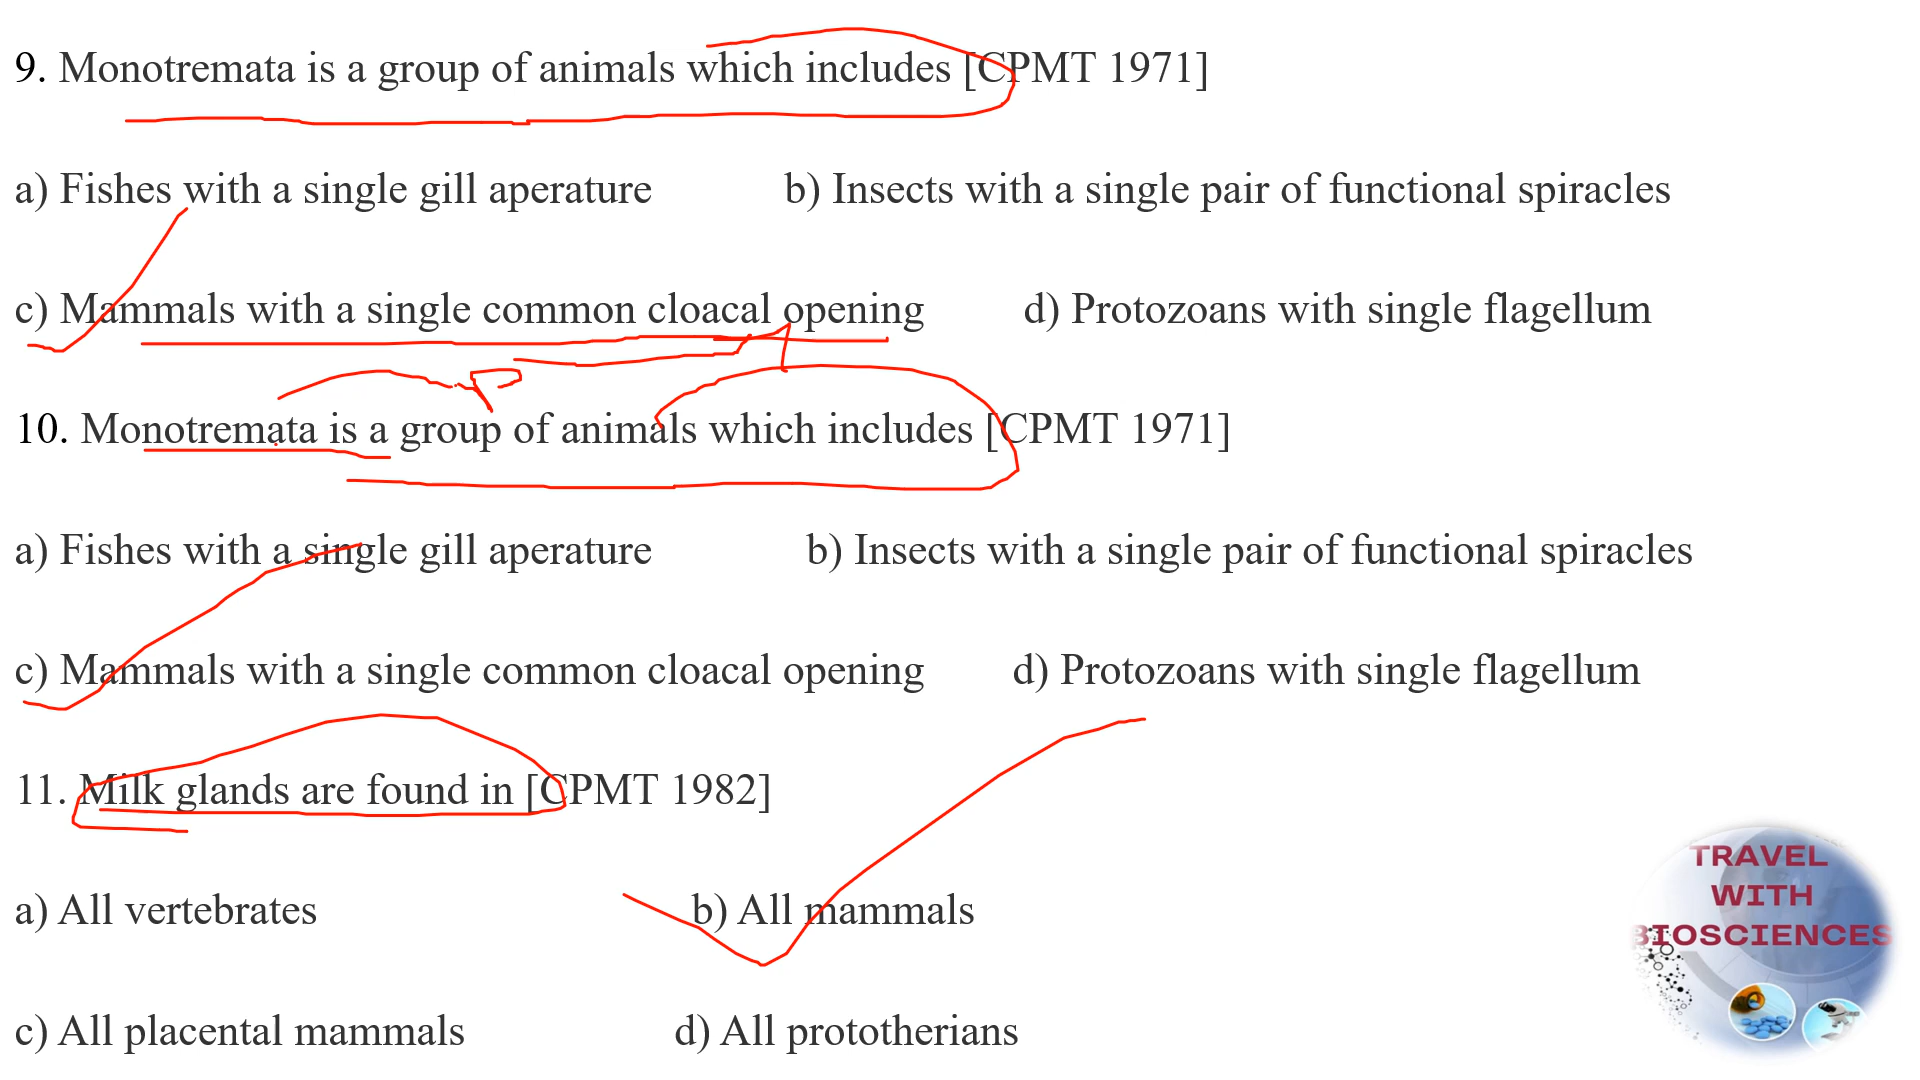 9. Monotremata is a group of animals which includes [CPMT 1971]
a) Fishes with a single gill aperature b) Insects with a single pair of functional spiracles
c) Mammals with a single common cloacal opening d) Protozoans with single flagellum
10. Monotremata is a group of animals which includes [CPMT 1971]
a) Fishes with a single gill aperature b) Insects with a single pair of functional spiracles
c) Mammals with a single common cloacal opening d) Protozoans with single flagellum
11. Milk glands are found in [CPMT 1982]
a) All vertebrates b) All mammals
c) All placental mammals d) All prototherians
TRAVEL
WITH
BIOSCIENCES